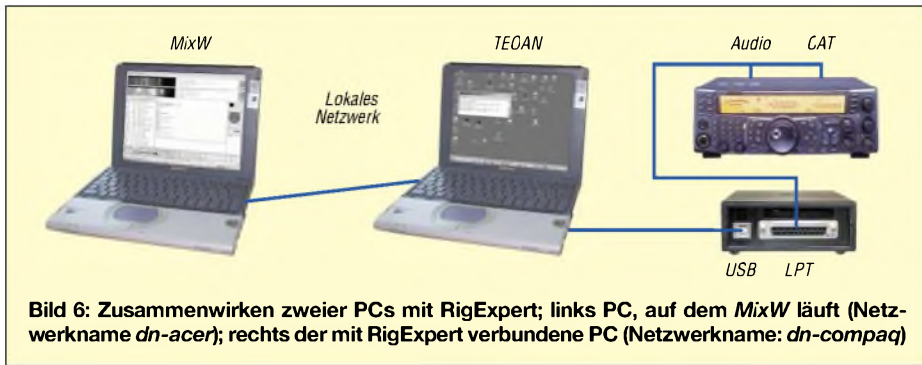 MixW
TEOAN
Audio CAT
Lokales
Netzwerk
USB LPT
Bild 6: Zusammenwirken zweier PCs mit RigExpert; links PC, auf dem MixW läuft (Netz-
werkname dn-acer); rechts der mit RigExpert verbundene PC (Netzwerkname: dn-compaq)